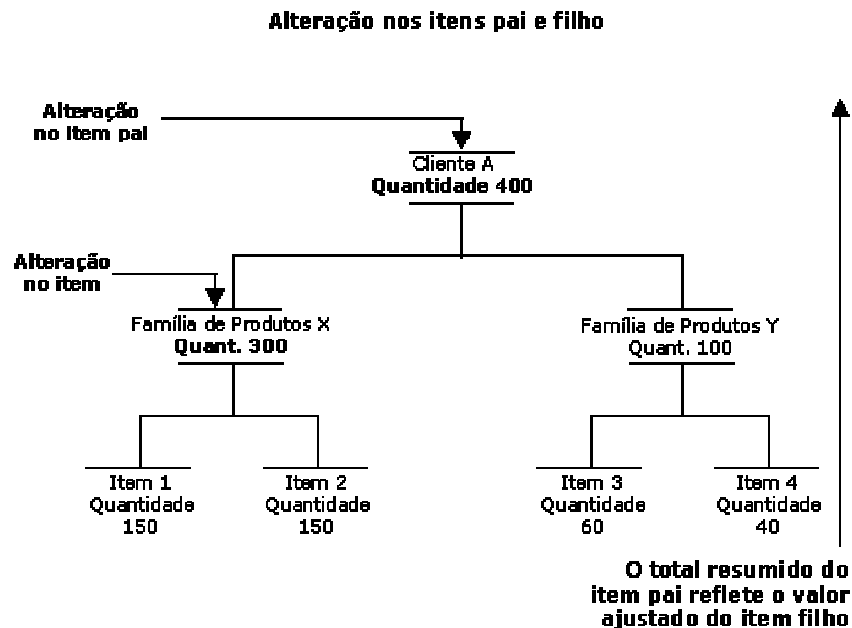 Alteração nos itens pai e filho
Alteração
no item pai
Cliente A
Quantidade 400
Alteração
no item
Família de Produtos X
Quant. 300
Família de Produtos Y
Quant. 100
Item 1
Quantidade
150
Item 2
Quantidade
150
Item 3
Quantidade
60
Item 4
Quantidade
40
O total resumido do
item pai reflete o valor
ajustado do item filho